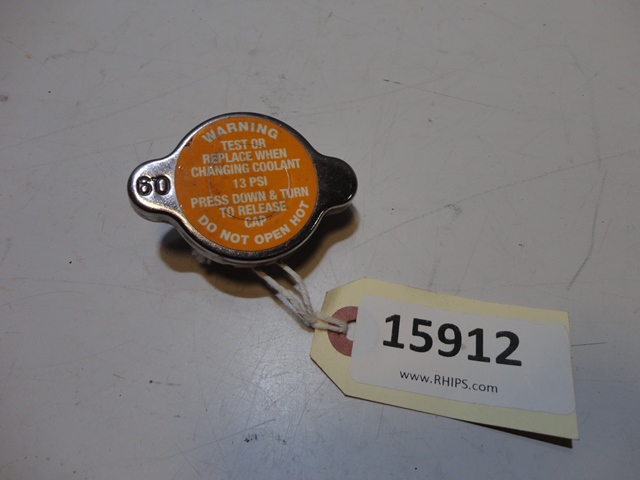 60
WARNING
TEST OR
REPLACE WHEN
CHANGING COOLANT
13 PSI
PRESS DOWN & TURN
TO RELEASE
CAP
DO NOT OPEN HOT
15912
www.RHIPS.com